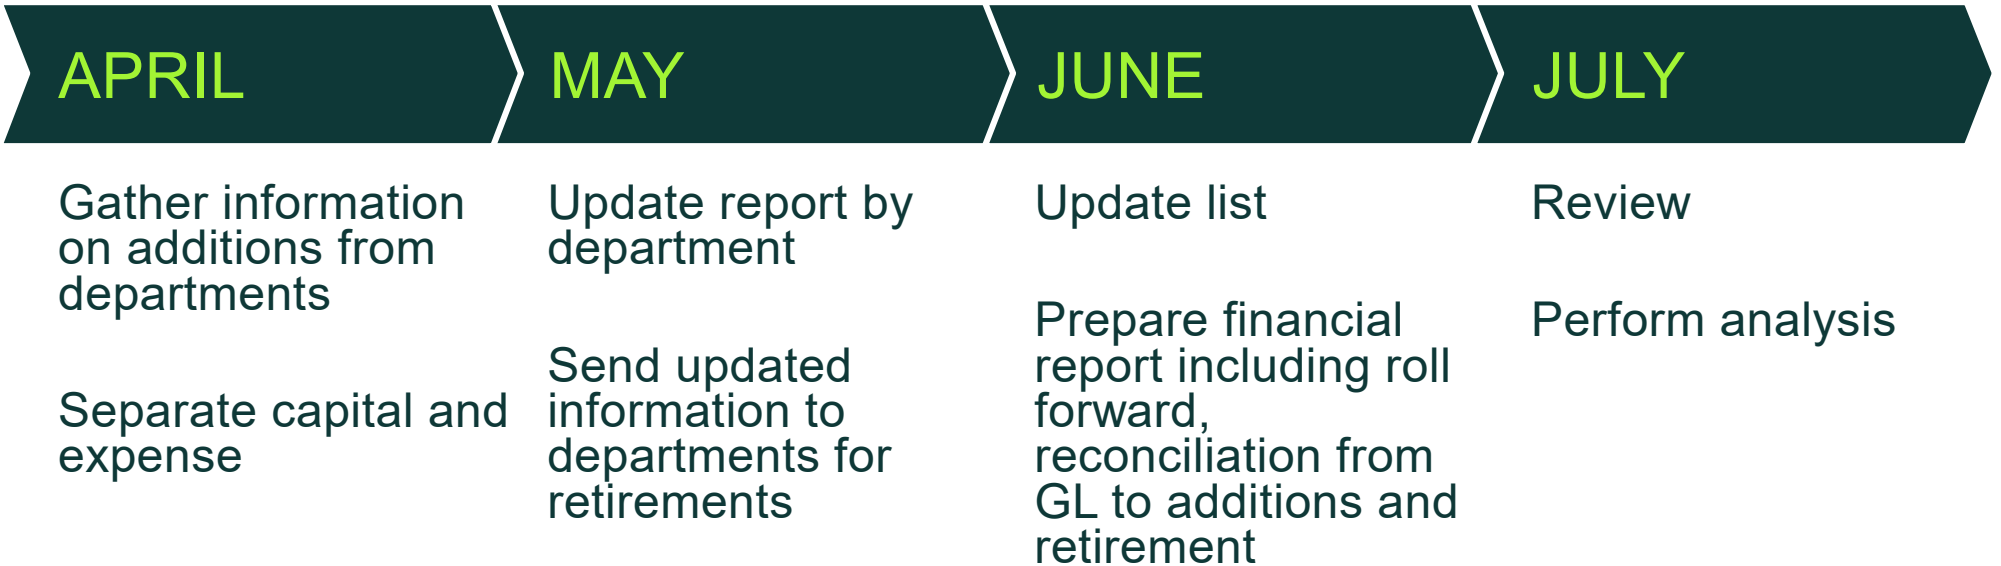 APRIL
Gather information
on additions from
departments
Separate capital and
expense
MAY
Update report by
department
Send updated
information to
departments for
retirements
JUNE
Update list
Prepare financial
report including roll
forward,
reconciliation from
GL to additions and
retirement
JULY
Review
Perform analysis